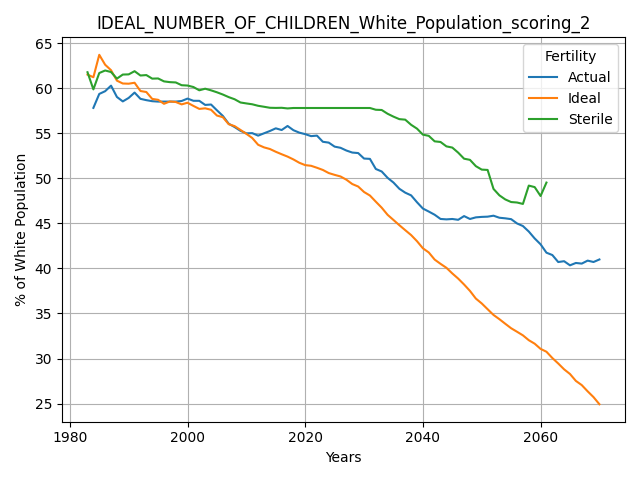 IDEAL_NUMBER_OF_CHILDREN_White_Population_scoring_2
% of White Population
65
60
55
50
45
40
35
30
25
1980
2000
2020
2040
2060
Years
Fertility
Actual
Ideal
Sterile